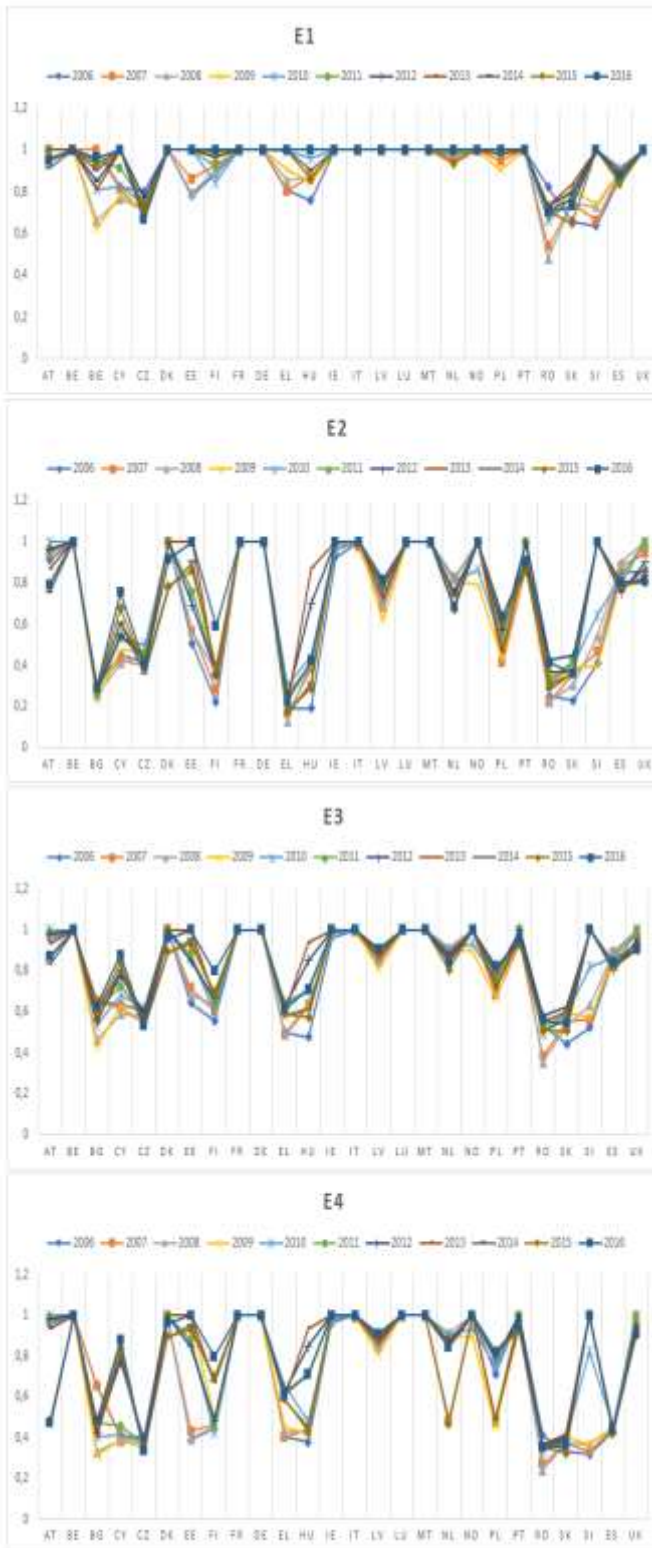 E1
2006 2007 2008 2009 2010 2011 2012 2013 2014 2015 2016
1,2
1
0,8
0,6
0,4
0,2
0
AT BE BG CY CZ DK EE FI FR DE EL HU IE IT LV LU MT NL NO PL PT RO SK SI ES UK
E2
2006 2007 2008 2009 2010 2011 2012 2013 2014 2015 2016
1,2
1
0,8
0,6
0,4
0,2
0
AT BE BG CY CZ DK EE FI FR DE EL HU IE IT LV LU MT NL NO PL PT RO SK SI ES UK
E3
2006 2007 2008 2009 2010 2011 2012 2013 2014 2015 2016
1,2
1
0,8
0,6
0,4
0,2
0
AT BE BG CY CZ DK EE FI FR DE EL HU IE IT LV LU MT NL NO PL PT RO SK SI ES UK
E4
2006 2007 2008 2009 2010 2011 2012 2013 2014 2015 2016
1,2
1
0,8
0,6
0,4
0,2
0
AT BE BG CY CZ DK EE FI FR DE EL HU IE IT LV LU MT NL NO PL PT RO SK SI ES UK